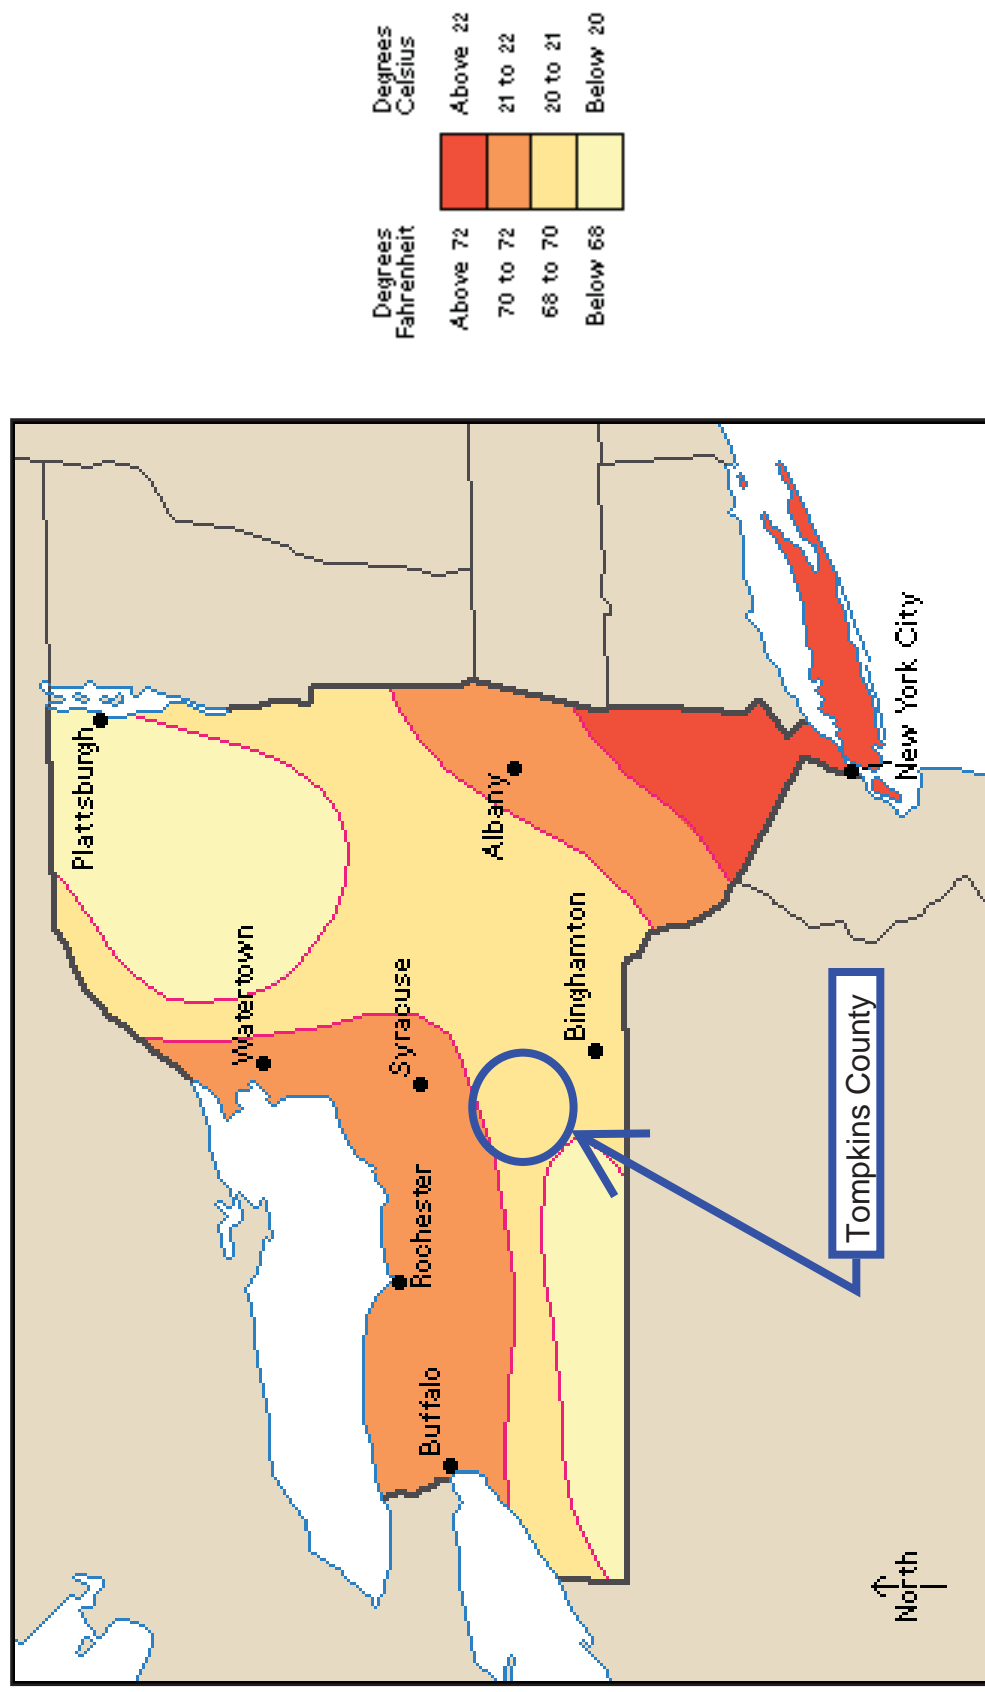 Degrees
Fahrenheit
Degrees
Celsius
Above 72
Above 22
70 to 72
21 to 22
68 to 70
20 to 21
Below 68
Below 20
Plattsburgh
Watertown
Syracuse
Rochester
Buffalo
Albany
Binghamton
New York City
Tompkins County
North